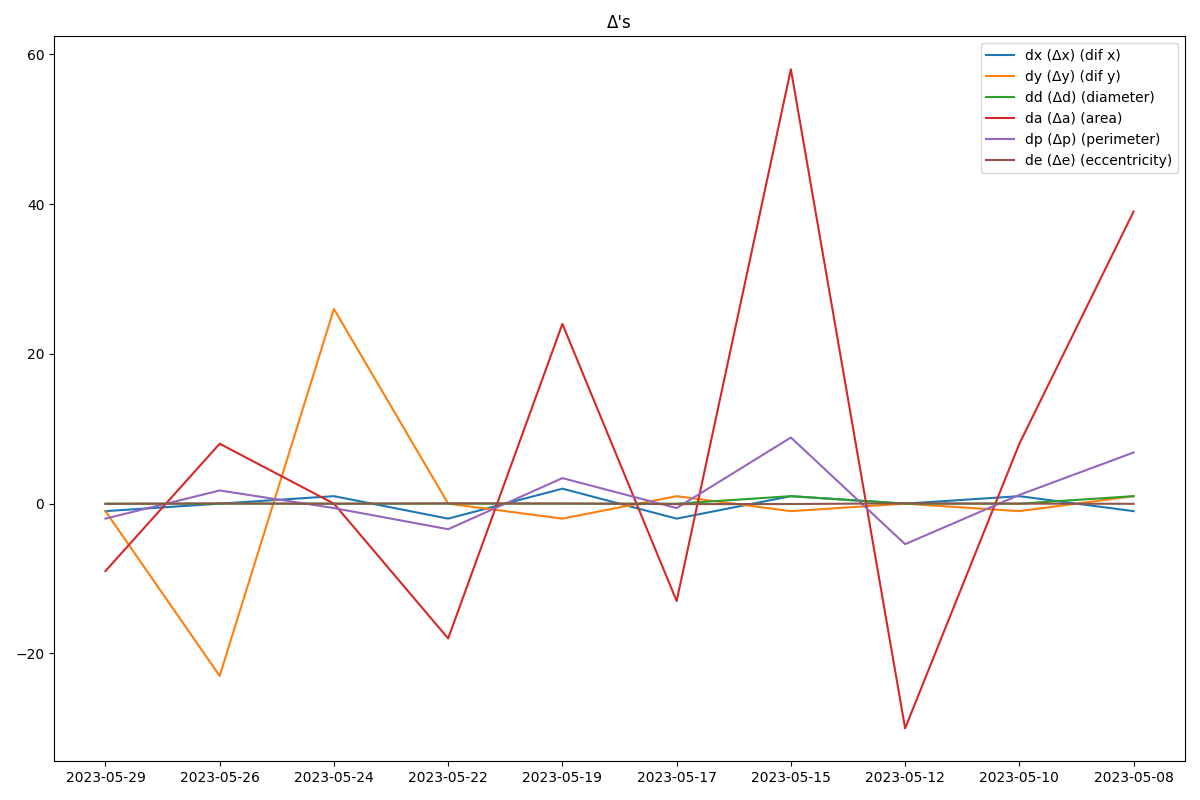 Δ's
60
40
20
0
−20
dx (Δx) (dif x)
dy (Δy) (dif y)
dd (Δd) (diameter)
da (Δa) (area)
dp (Δp) (perimeter)
de (Δe) (eccentricity)
2023-05-29 2023-05-26 2023-05-24 2023-05-22 2023-05-19 2023-05-17 2023-05-15 2023-05-12 2023-05-10 2023-05-08